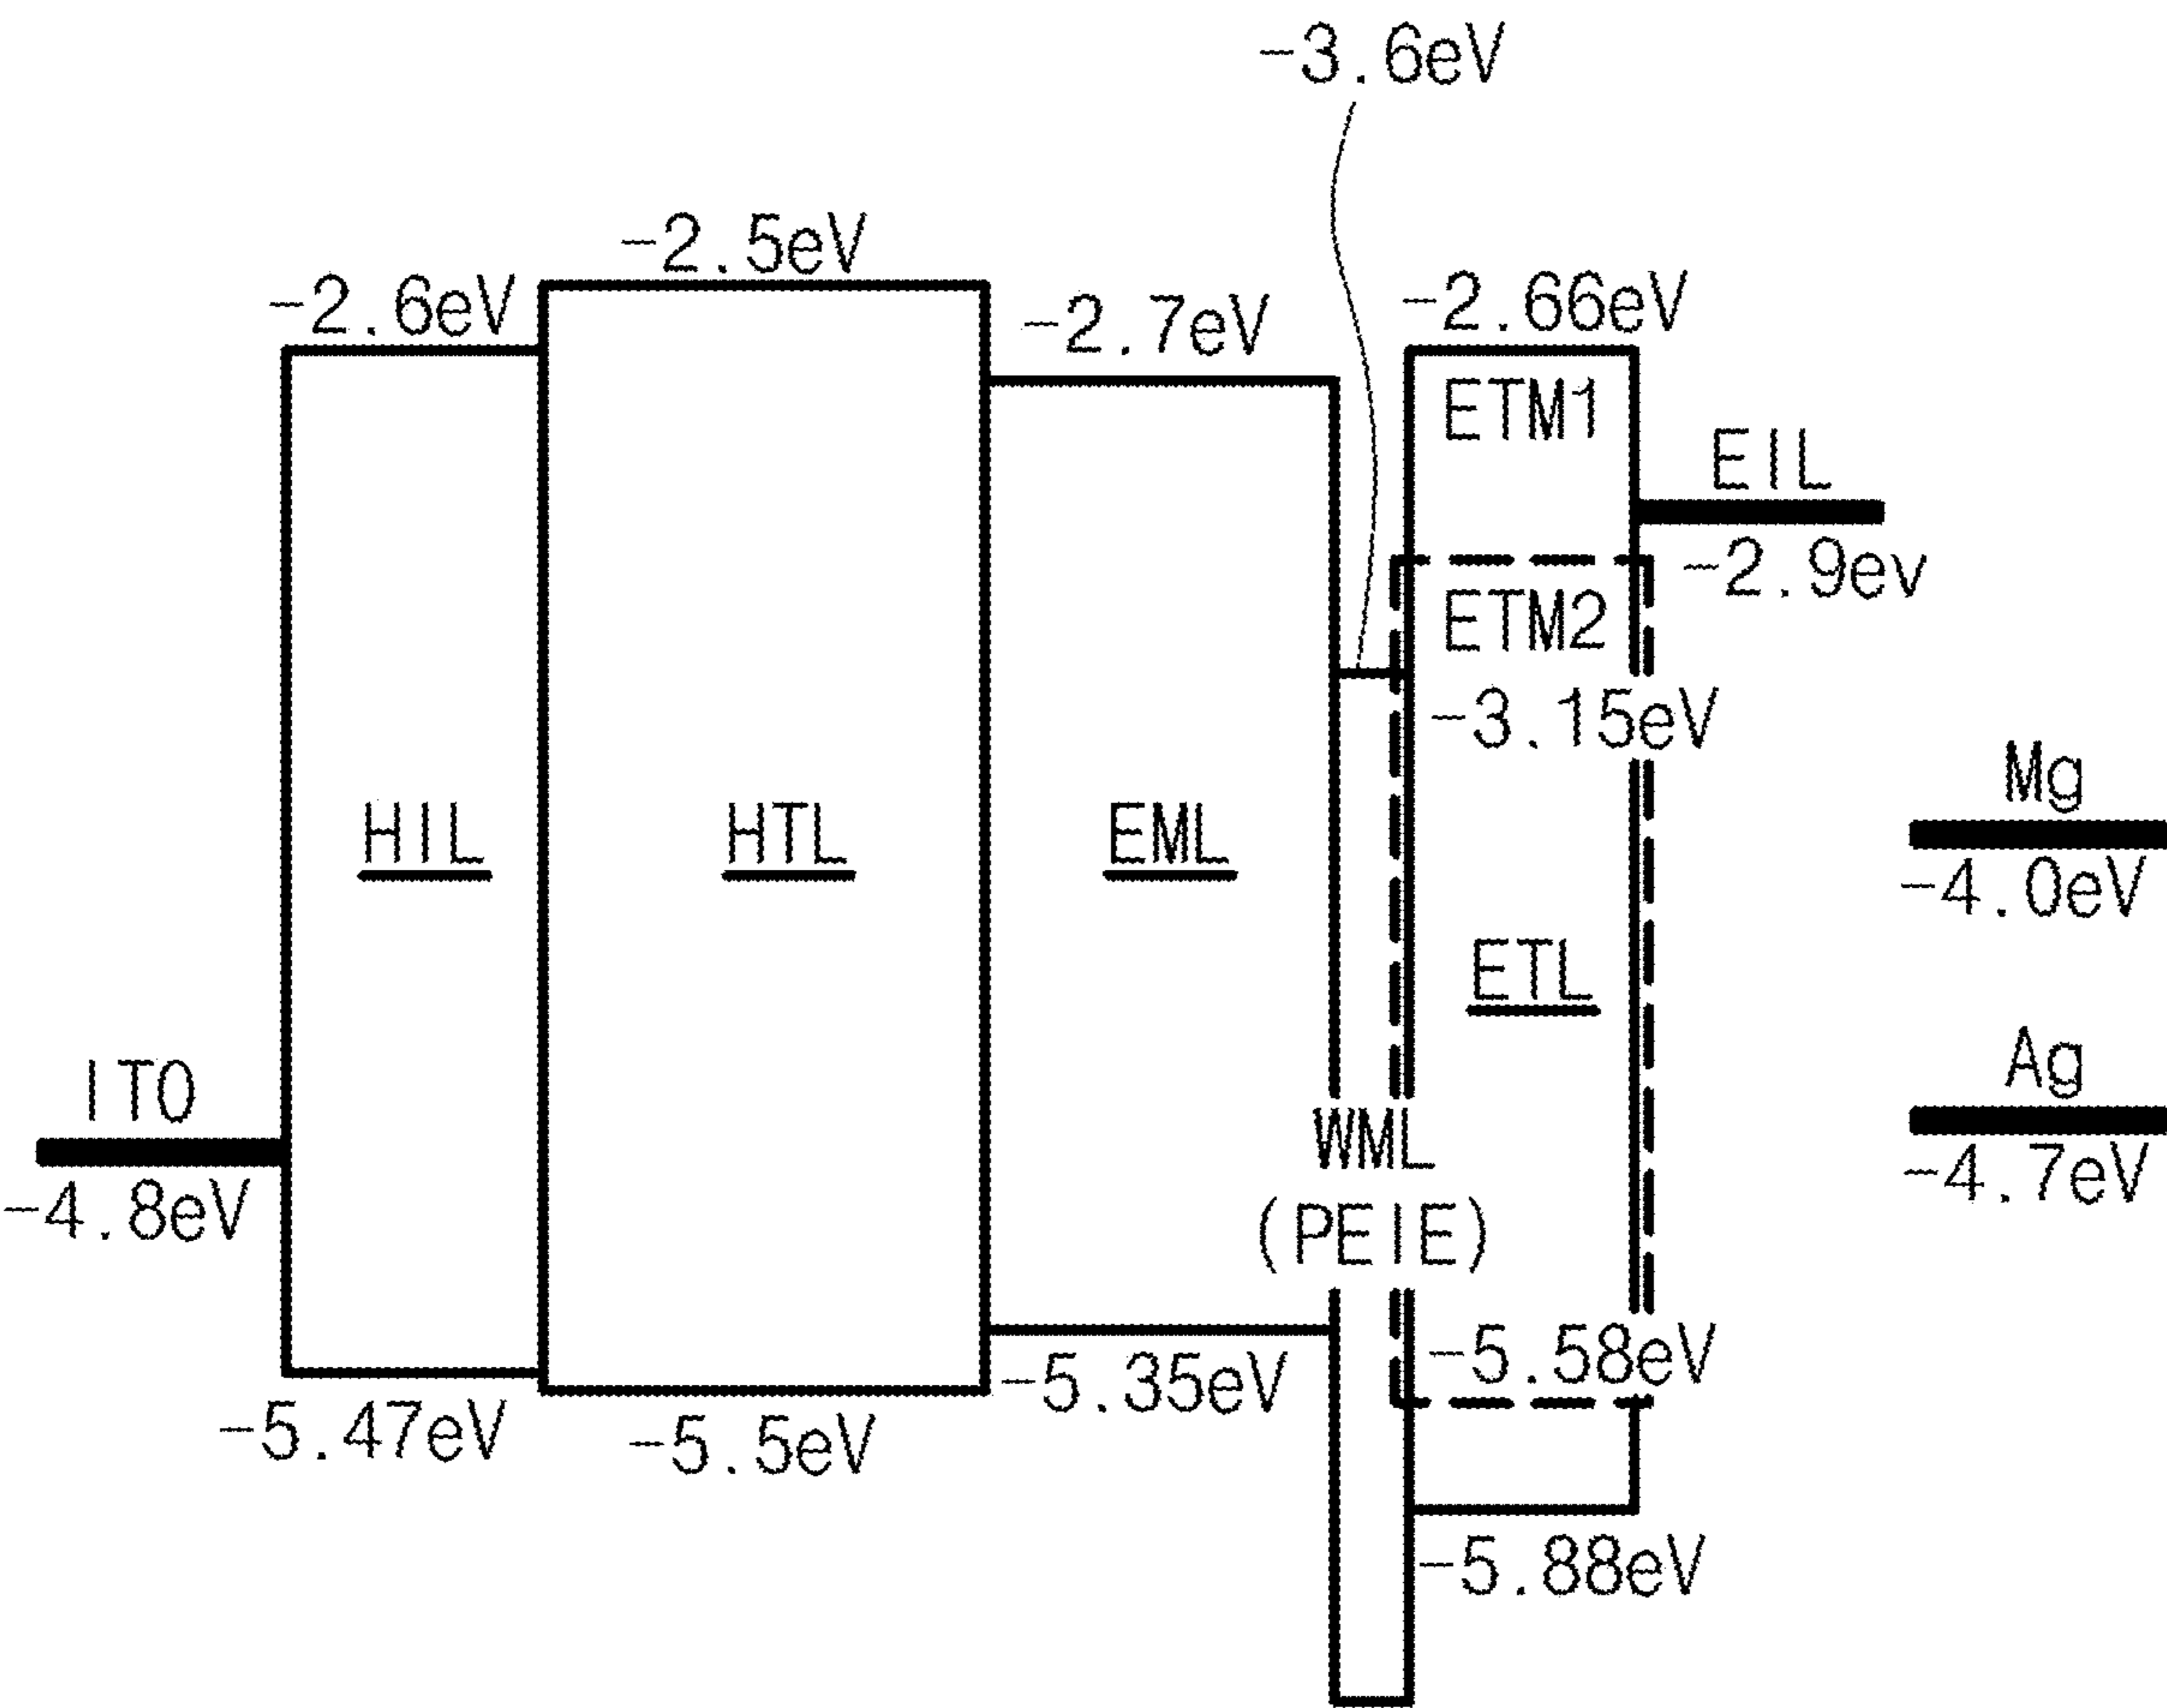 -3.6eV
-2.5eV
-2.6eV
-2.7eV
-2.66eV
ETM1
EIL
-2.9ev
ETM2
-3.15eV
Mg
-4.0eV
HIL
HTL
EML
ETL
Ag
-4.7eV
ITO
-4.8eV
WML
(PEIE)
-5.58eV
-5.35eV
-5.47eV
-5.5eV
-5.88eV